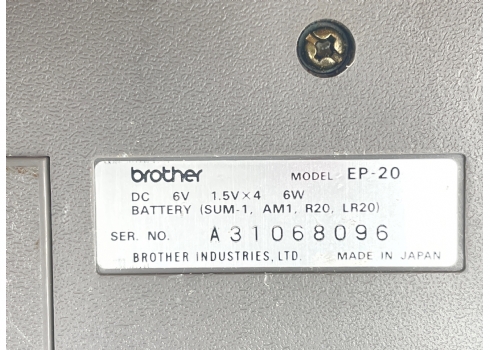 brother MODEL EP-20
DC 6V 1.5V×4 6W
BATTERY (SUM-1, AM1, R20, LR20)
SER. NO. A31068096
BROTHER INDUSTRIES, LTD. MADE IN JAPAN